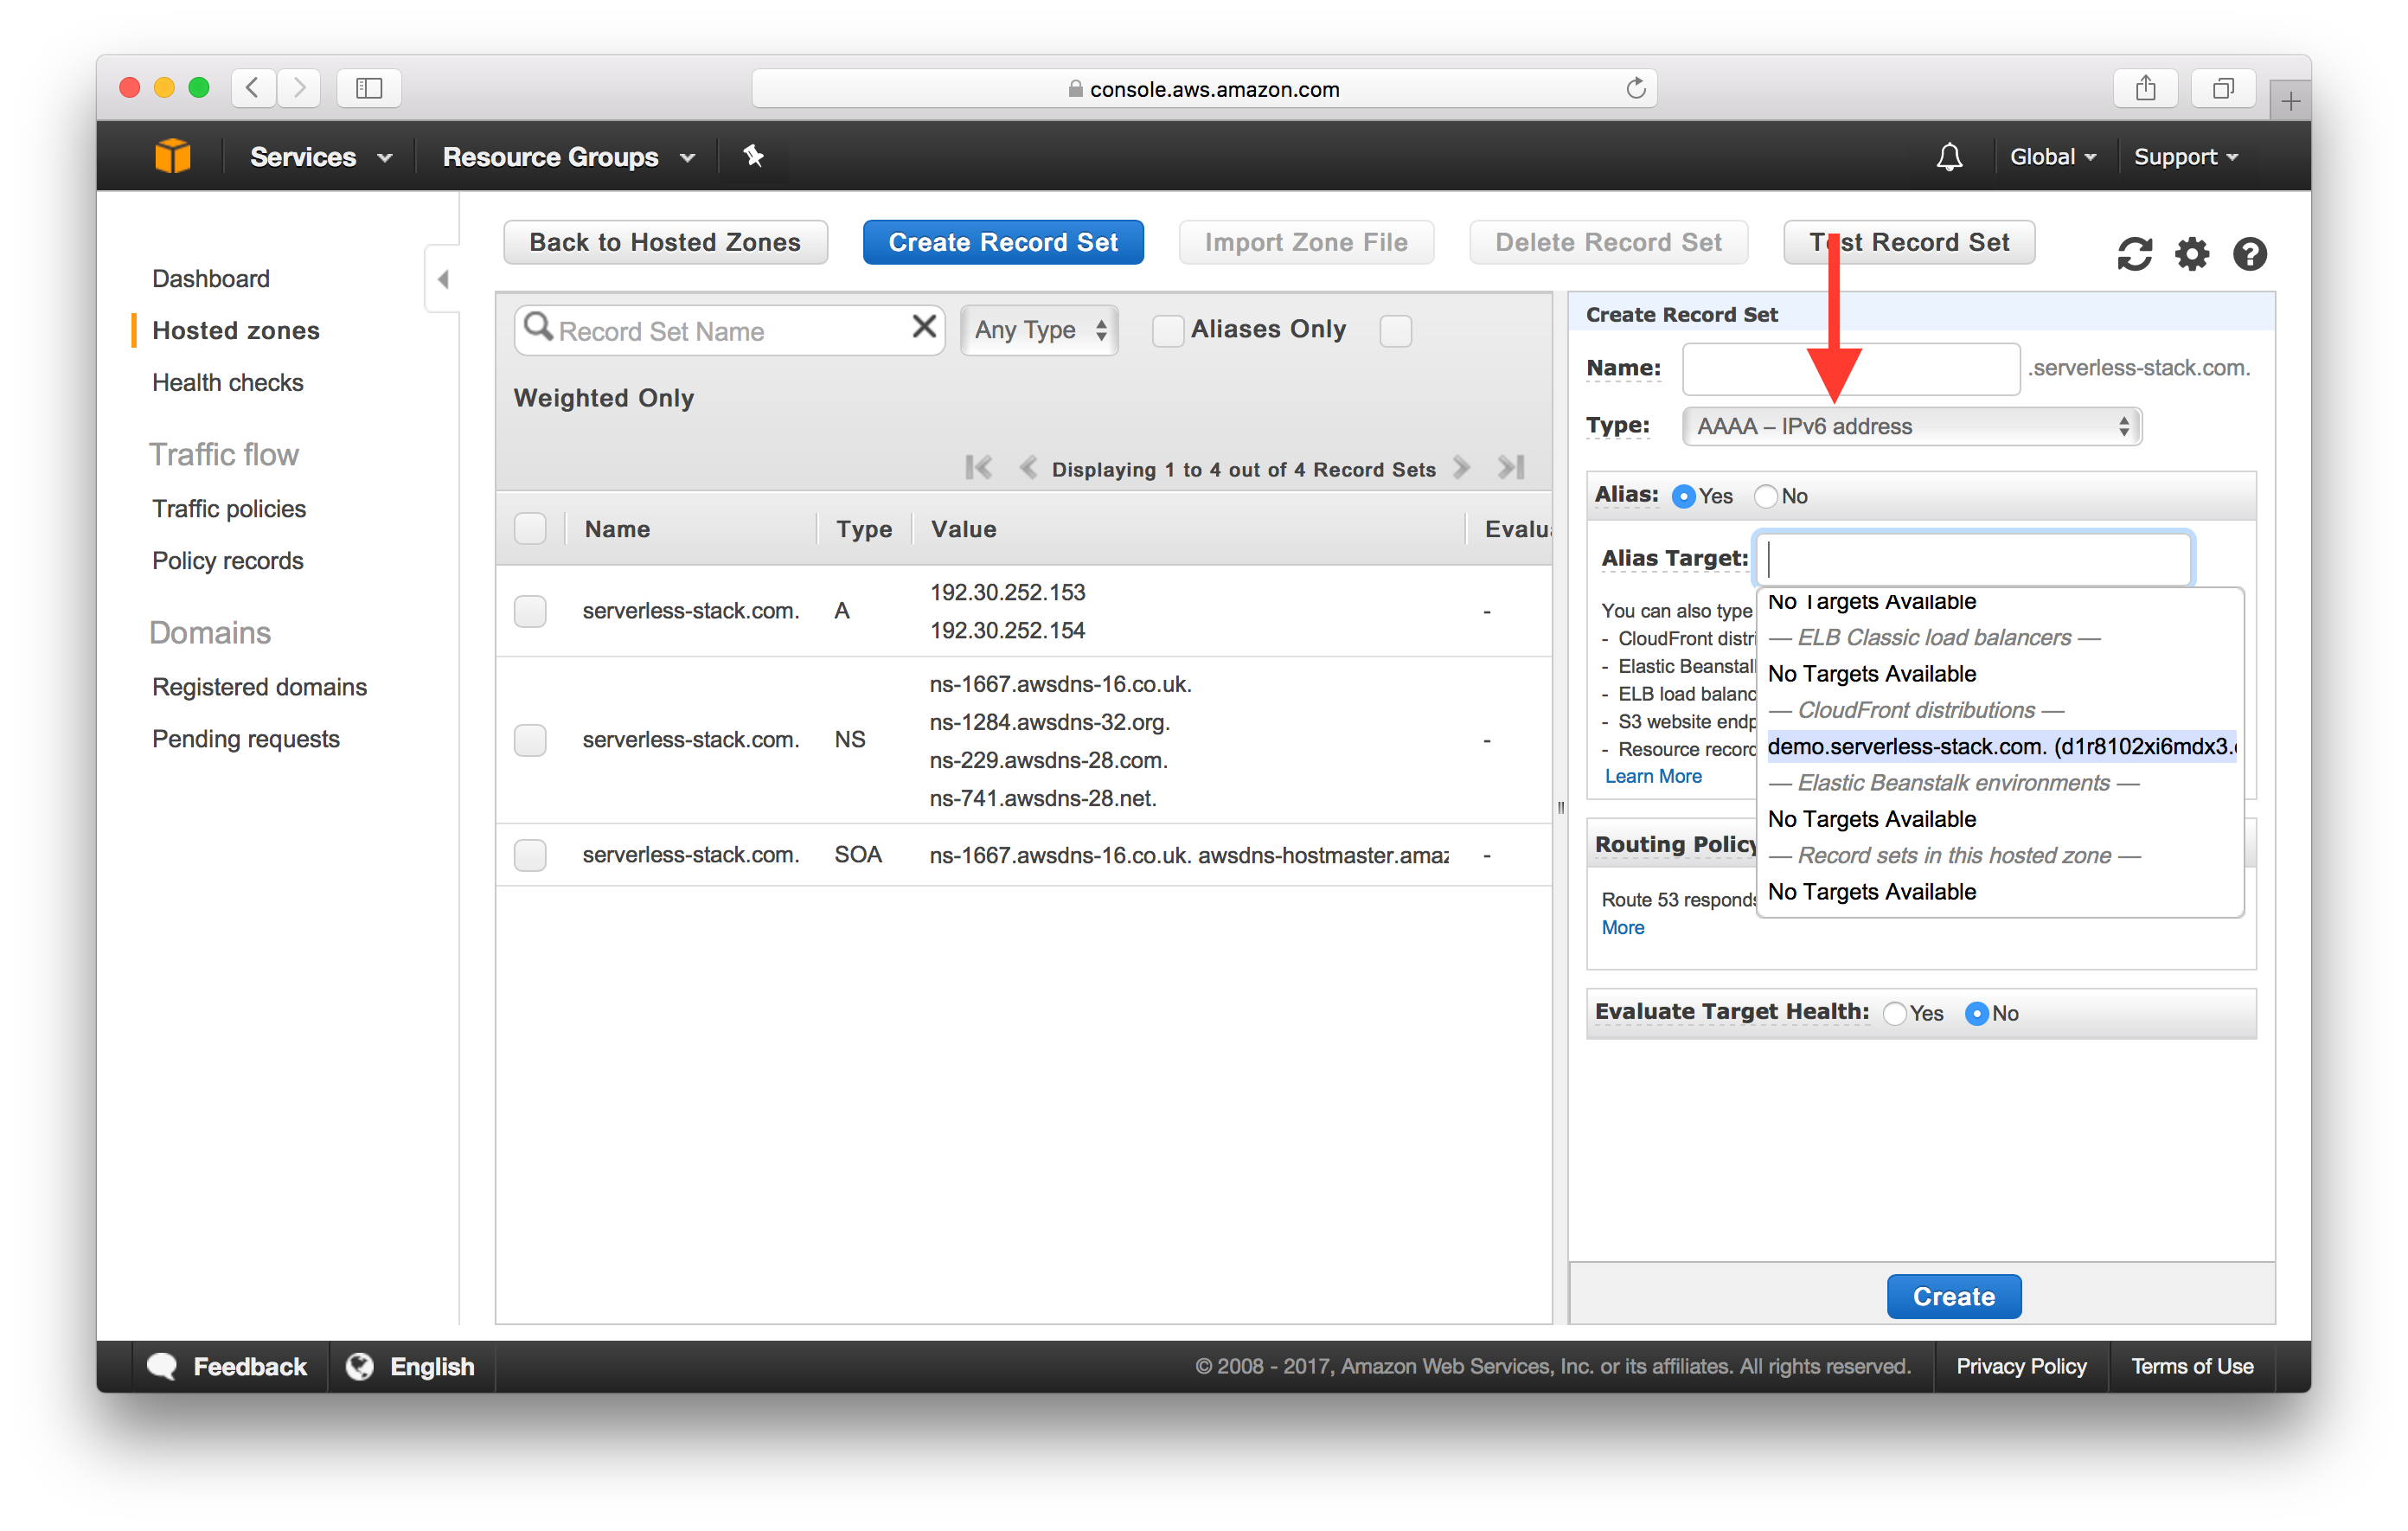 console.aws.amazon.com
Services
Resource Groups
Global
Support
Dashboard
Hosted zones
Health checks
Traffic flow
Traffic policies
Policy records
Domains
Registered domains
Pending requests
Back to Hosted Zones
Create Record Set
Import Zone File
Delete Record Set
Test Record Set
Record Set Name
Any Type
Aliases Only
Weighted Only
Displaying 1 to 4 out of 4 Record Sets
Name Type Value Evalu
serverless-stack.com. A 192.30.252.153 -
192.30.252.154
serverless-stack.com. NS ns-1667.awsdns-16.co.uk. -
ns-1284.awsdns-32.org.
ns-229.awsdns-28.com.
ns-741.awsdns-28.net.
serverless-stack.com. SOA ns-1667.awsdns-16.co.uk. awsdns-hostmaster.amaz -
Create Record Set
Name: .serverless-stack.com.
Type: AAAA – IPv6 address
Alias: Yes No
Alias Target:
You can also type
- CloudFront distri
- Elastic Beanstal
- ELB load balanc
- S3 website endp
- Resource record
Learn More
No Targets Available
— ELB Classic load balancers —
No Targets Available
— CloudFront distributions —
demo.serverless-stack.com. (d1r8102xi6mdx3.
— Elastic Beanstalk environments —
No Targets Available
— Record sets in this hosted zone —
No Targets Available
Routing Policy
Route 53 responds
More
Evaluate Target Health: Yes No
Create
Feedback
English
© 2008 - 2017, Amazon Web Services, Inc. or its affiliates. All rights reserved.
Privacy Policy
Terms of Use